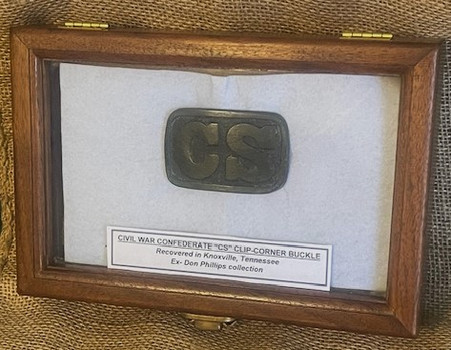 CS
CIVIL WAR CONFEDERATE "CS" CLIP-CORNER BUCKLE
Recovered in Knoxville, Tennessee
Ex- Don Phillips collection